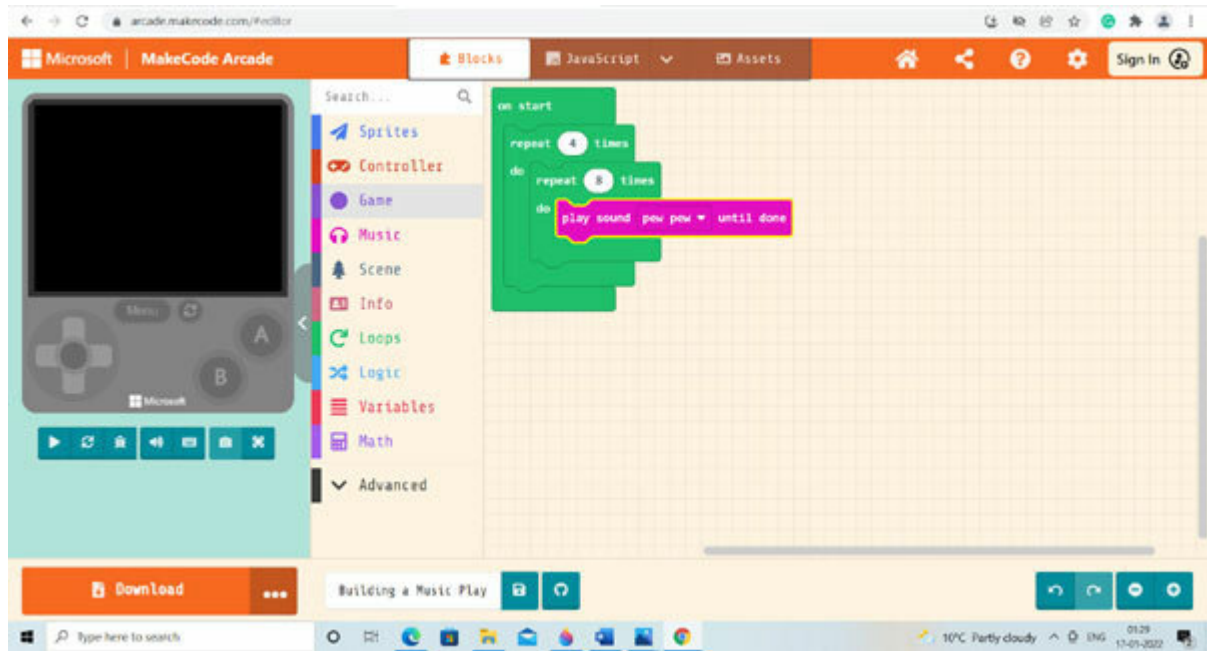 arcade.makecode.com/#editor
Microsoft | MakeCode Arcade
Blocks
JavaScript
Assets
Sign In
Menu
A
B
Microsoft
Search...
Sprites
Controller
Game
Music
Scene
Info
Loops
Logic
Variables
Math
Advanced
on start
repeat 4 times
do
repeat 8 times
do
play sound pew pew until done
Download
Building a Music Play
Type here to search
10°C Partly cloudy
ENG
01:29
17-01-2022